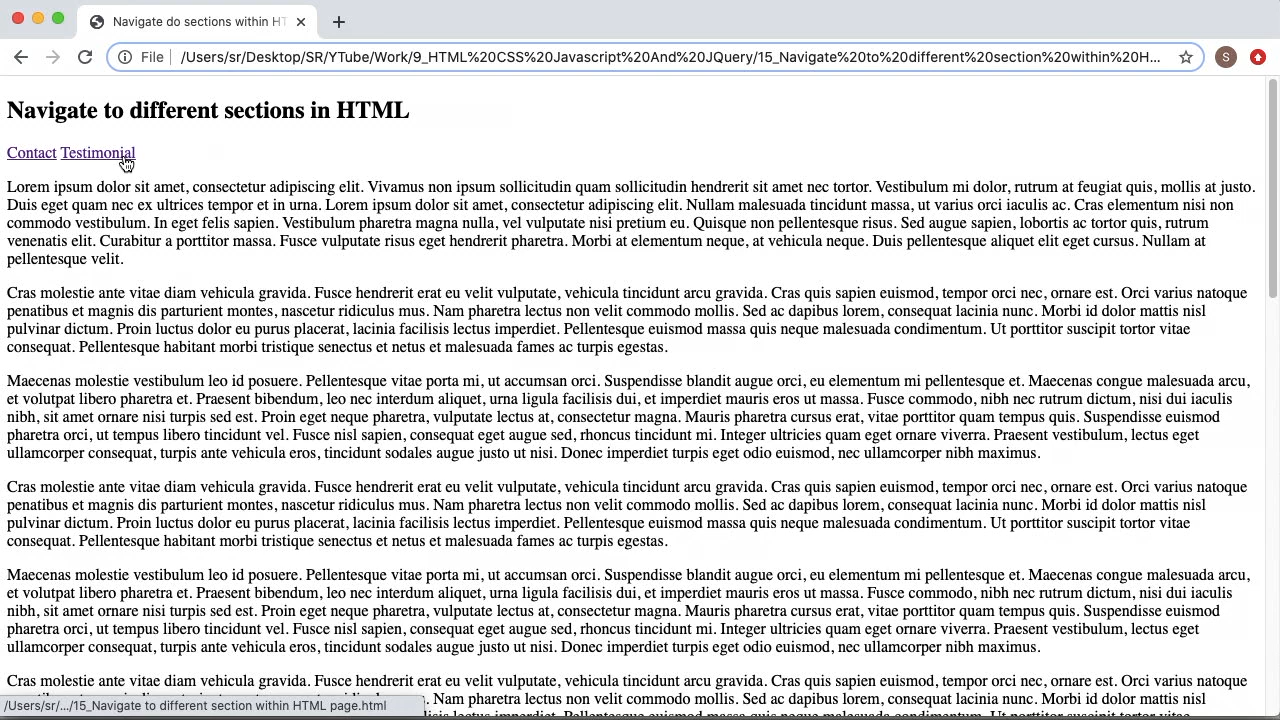 Navigate do sections within HT
File
/Users/sr/Desktop/SR/YTube/Work/9_HTML%20CSS%20Javascript%20And%20JQuery/15_Navigate%20to%20different%20section%20within%20H...
S
Navigate to different sections in HTML
Contact Testimonial
Lorem ipsum dolor sit amet, consectetur adipiscing elit. Vivamus non ipsum sollicitudin quam sollicitudin hendrerit sit amet nec tortor. Vestibulum mi dolor, rutrum at feugiat quis, mollis at justo.
Duis eget quam nec ex ultrices tempor et in urna. Lorem ipsum dolor sit amet, consectetur adipiscing elit. Nullam malesuada tincidunt massa, ut varius orci iaculis ac. Cras elementum nisi non
commodo vestibulum. In eget felis sapien. Vestibulum pharetra magna nulla, vel vulputate nisi pretium eu. Quisque non pellentesque risus. Sed augue sapien, lobortis ac tortor quis, rutrum
venenatis elit. Curabitur a porttitor massa. Fusce vulputate risus eget hendrerit pharetra. Morbi at elementum neque, at vehicula neque. Duis pellentesque aliquet elit eget cursus. Nullam at
pellentesque velit.
Cras molestie ante vitae diam vehicula gravida. Fusce hendrerit erat eu velit vulputate, vehicula tincidunt arcu gravida. Cras quis sapien euismod, tempor orci nec, ornare est. Orci varius natoque
penatibus et magnis dis parturient montes, nascetur ridiculus mus. Nam pharetra lectus non velit commodo mollis. Sed ac dapibus lorem, consequat lacinia nunc. Morbi id dolor mattis nisl
pulvinar dictum. Proin luctus dolor eu purus placerat, lacinia facilisis lectus imperdiet. Pellentesque euismod massa quis neque malesuada condimentum. Ut porttitor suscipit tortor vitae
consequat. Pellentesque habitant morbi tristique senectus et netus et malesuada fames ac turpis egestas.
Maecenas molestie vestibulum leo id posuere. Pellentesque vitae porta mi, ut accumsan orci. Suspendisse blandit augue orci, eu elementum mi pellentesque et. Maecenas congue malesuada arcu,
et volutpat libero pharetra et. Praesent bibendum, leo nec interdum aliquet, urna ligula facilisis dui, et imperdiet mauris eros ut massa. Fusce commodo, nibh nec rutrum dictum, nisi dui iaculis
nibh, sit amet ornare nisi turpis sed est. Proin eget neque pharetra, vulputate lectus at, consectetur magna. Mauris pharetra cursus erat, vitae porttitor quam tempus quis. Suspendisse euismod
pharetra orci, ut tempus libero tincidunt vel. Fusce nisl sapien, consequat eget augue sed, rhoncus tincidunt mi. Integer ultricies quam eget ornare viverra. Praesent vestibulum, lectus eget
ullamcorper consequat, turpis ante vehicula eros, tincidunt sodales augue justo ut nisi. Donec imperdiet turpis eget odio euismod, nec ullamcorper nibh maximus.
Cras molestie ante vitae diam vehicula gravida. Fusce hendrerit erat eu velit vulputate, vehicula tincidunt arcu gravida. Cras quis sapien euismod, tempor orci nec, ornare est. Orci varius natoque
penatibus et magnis dis parturient montes, nascetur ridiculus mus. Nam pharetra lectus non velit commodo mollis. Sed ac dapibus lorem, consequat lacinia nunc. Morbi id dolor mattis nisl
pulvinar dictum. Proin luctus dolor eu purus placerat, lacinia facilisis lectus imperdiet. Pellentesque euismod massa quis neque malesuada condimentum. Ut porttitor suscipit tortor vitae
consequat. Pellentesque habitant morbi tristique senectus et netus et malesuada fames ac turpis egestas.
Maecenas molestie vestibulum leo id posuere. Pellentesque vitae porta mi, ut accumsan orci. Suspendisse blandit augue orci, eu elementum mi pellentesque et. Maecenas congue malesuada arcu,
et volutpat libero pharetra et. Praesent bibendum, leo nec interdum aliquet, urna ligula facilisis dui, et imperdiet mauris eros ut massa. Fusce commodo, nibh nec rutrum dictum, nisi dui iaculis
nibh, sit amet ornare nisi turpis sed est. Proin eget neque pharetra, vulputate lectus at, consectetur magna. Mauris pharetra cursus erat, vitae porttitor quam tempus quis. Suspendisse euismod
pharetra orci, ut tempus libero tincidunt vel. Fusce nisl sapien, consequat eget augue sed, rhoncus tincidunt mi. Integer ultricies quam eget ornare viverra. Praesent vestibulum, lectus eget
ullamcorper consequat, turpis ante vehicula eros, tincidunt sodales augue justo ut nisi. Donec imperdiet turpis eget odio euismod, nec ullamcorper nibh maximus.
Cras molestie ante vitae diam vehicula gravida. Fusce hendrerit erat eu velit vulputate, vehicula tincidunt arcu gravida. Cras quis sapien euismod, tempor orci nec, ornare est. Orci varius natoque
. Nam pharetra lectus non velit commodo mollis. Sed ac dapibus lorem, consequat lacinia nunc. Morbi id dolor mattis nisl
/Users/sr/.../15_Navigate to different section within HTML page.html